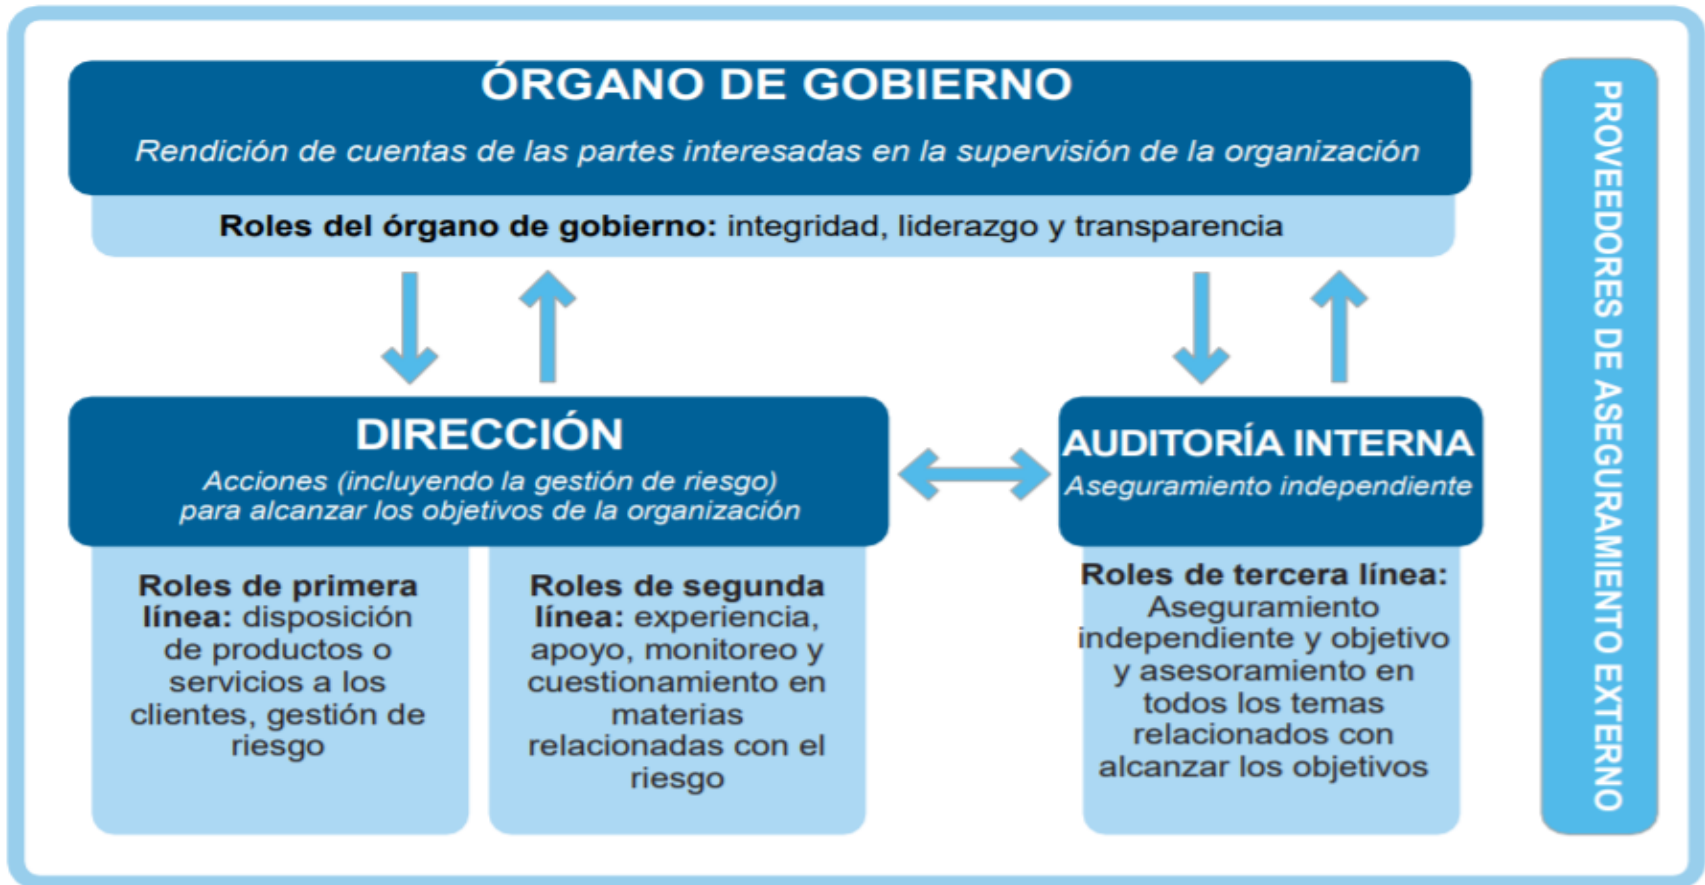 ÓRGANO DE GOBIERNO
Rendición de cuentas de las partes interesadas en la supervisión de la organización
Roles del órgano de gobierno: integridad, liderazgo y transparencia
DIRECCIÓN
Acciones (incluyendo la gestión de riesgo)
para alcanzar los objetivos de la organización
Roles de primera
línea: disposición
de productos o
servicios a los
clientes, gestión de
riesgo
Roles de segunda
línea: experiencia,
apoyo, monitoreo y
cuestionamiento en
materias
relacionadas con el
riesgo
AUDITORÍA INTERNA
Aseguramiento independiente
Roles de tercera línea:
Aseguramiento
independiente y objetivo
y asesoramiento en
todos los temas
relacionados con
alcanzar los objetivos
PROVEEDORES DE ASEGURAMIENTO EXTERNO